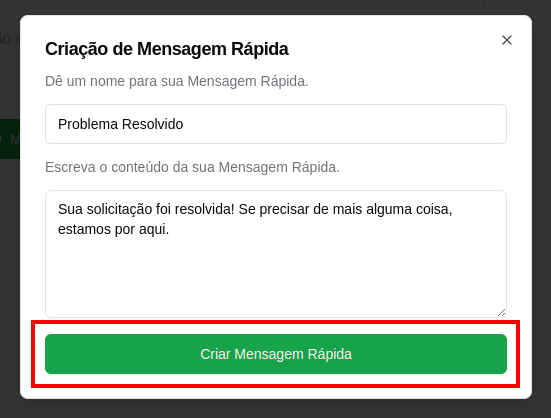 Criação de Mensagem Rápida
Dê um nome para sua Mensagem Rápida.
Problema Resolvido
Escreva o conteúdo da sua Mensagem Rápida.
Sua solicitação foi resolvida! Se precisar de mais alguma coisa,
estamos por aqui.
Criar Mensagem Rápida